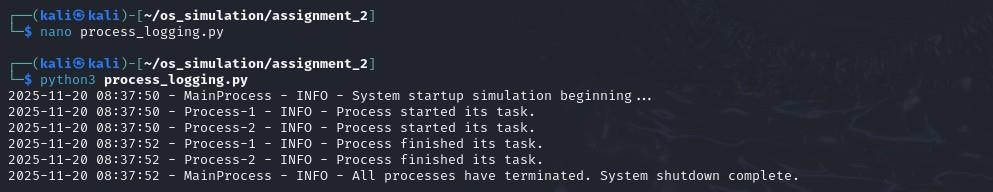 ┌──(kali㉿kali)-[~/os_simulation/assignment_2]
└─$ nano process_logging.py
┌──(kali㉿kali)-[~/os_simulation/assignment_2]
└─$ python3 process_logging.py
2025-11-20 08:37:50 - MainProcess - INFO - System startup simulation beginning...
2025-11-20 08:37:50 - Process-1 - INFO - Process started its task.
2025-11-20 08:37:50 - Process-2 - INFO - Process started its task.
2025-11-20 08:37:52 - Process-1 - INFO - Process finished its task.
2025-11-20 08:37:52 - Process-2 - INFO - Process finished its task.
2025-11-20 08:37:52 - MainProcess - INFO - All processes have terminated. System shutdown complete.